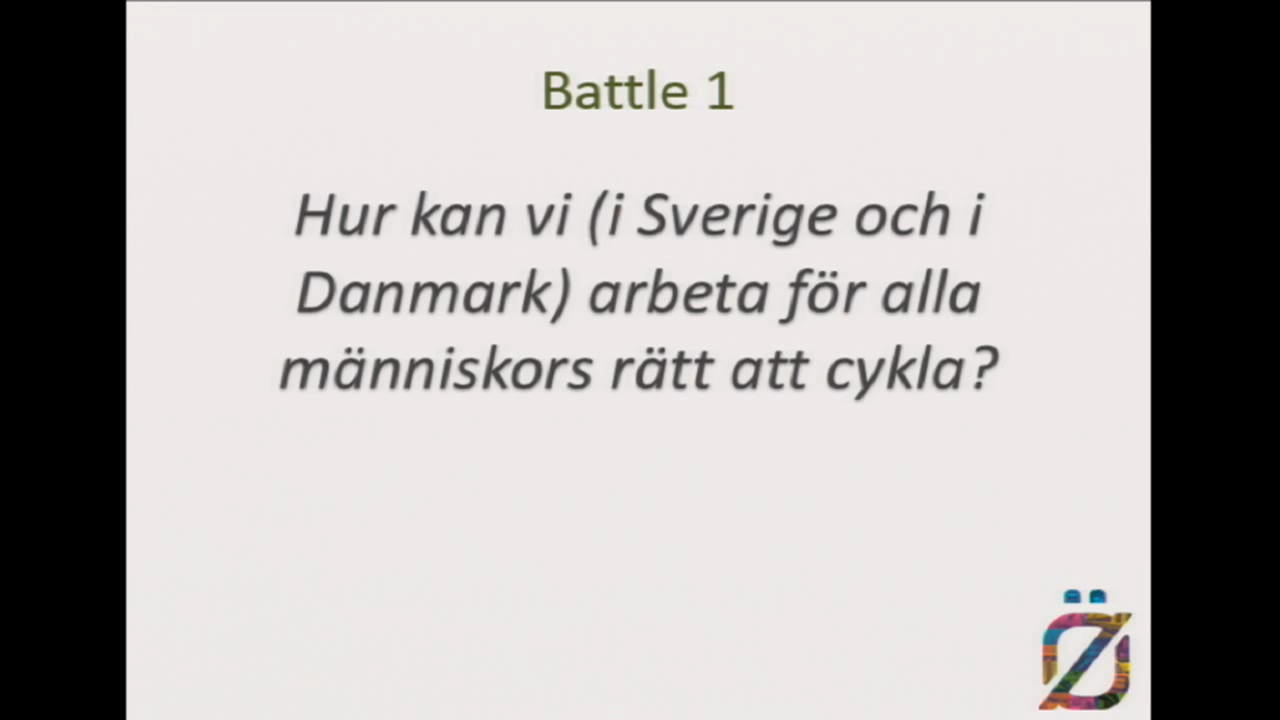 Battle 1
Hur kan vi (i Sverige och i
Danmark) arbeta för alla
människors rätt att cykla?